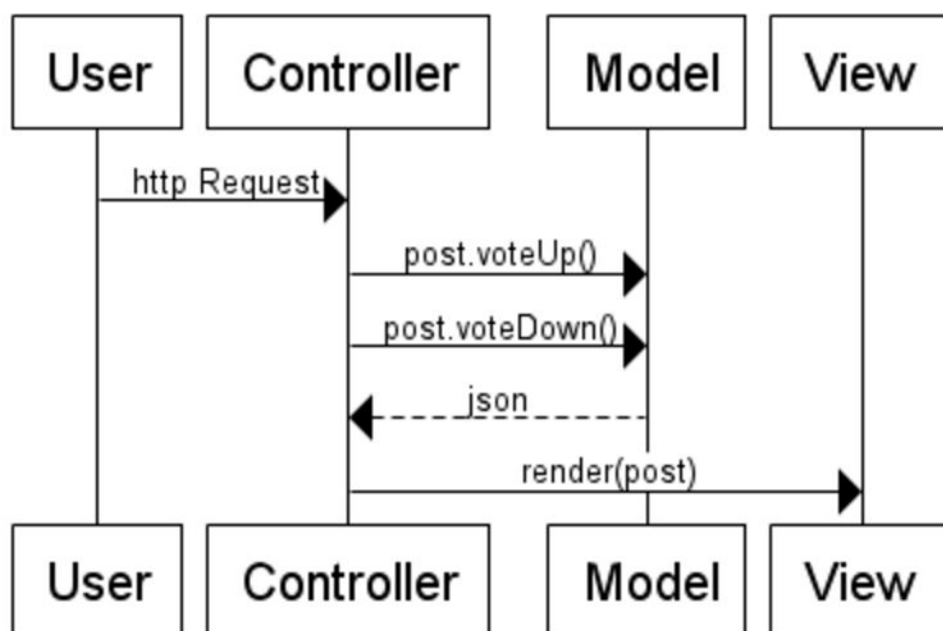 User Controller Model View
http Request
post.voteUp()
post.voteDown()
json
render(post)
User Controller Model View